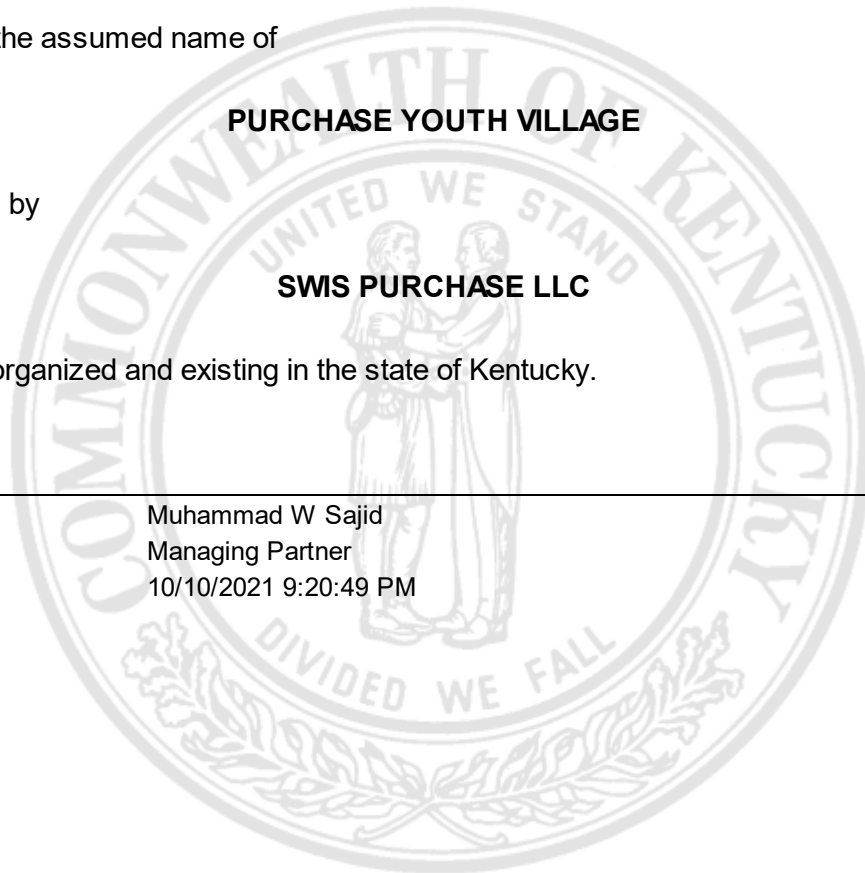 the assumed name of
PURCHASE YOUTH VILLAGE
by
SWIS PURCHASE LLC
organized and existing in the state of Kentucky.
Muhammad W Sajid
Managing Partner
10/10/2021 9:20:49 PM
COMMONWEALTH OF KENTUCKY
UNITED WE STAND
DIVIDED WE FALL